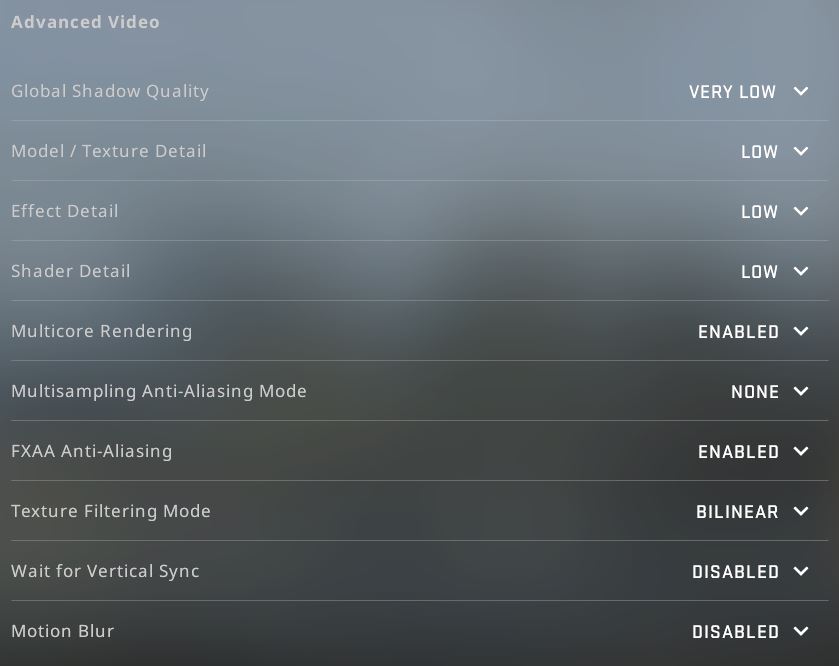 Advanced Video
Global Shadow Quality VERY LOW
Model / Texture Detail LOW
Effect Detail LOW
Shader Detail LOW
Multicore Rendering ENABLED
Multisampling Anti-Aliasing Mode NONE
FXAA Anti-Aliasing ENABLED
Texture Filtering Mode BILINEAR
Wait for Vertical Sync DISABLED
Motion Blur DISABLED